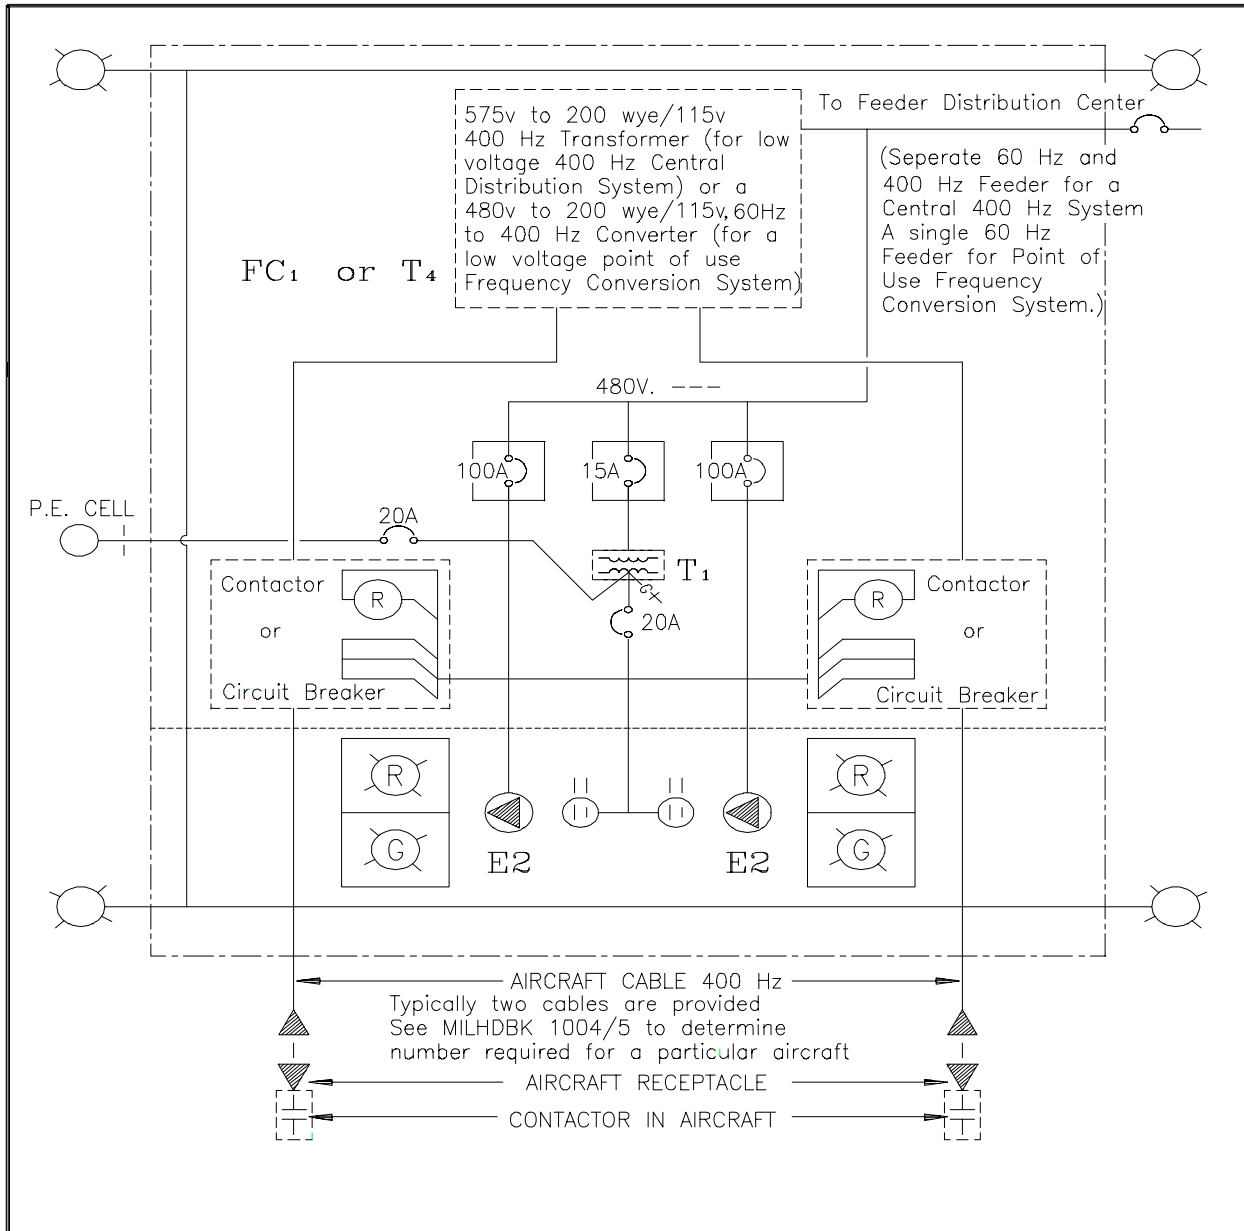 575v to 200 wye/115v
400 Hz Transformer (for low
voltage 400 Hz Central
Distribution System) or a
480v to 200 wye/115v, 60Hz
to 400 Hz Converter (for a
low voltage point of use
Frequency Conversion System)
To Feeder Distribution Center
(Seperate 60 Hz and
400 Hz Feeder for a
Central 400 Hz System
A single 60 Hz
Feeder for Point of
Use Frequency
Conversion System.)
FC1 or T4
480V. ---
100A
15A
100A
P.E. CELL
20A
T1
20A
Contactor
or
Circuit Breaker
R
R
Contactor
or
Circuit Breaker
R
G
E2
E2
R
G
AIRCRAFT CABLE 400 Hz
Typically two cables are provided
See MILHDBK 1004/5 to determine
number required for a particular aircraft
AIRCRAFT RECEPTACLE
CONTACTOR IN AIRCRAFT